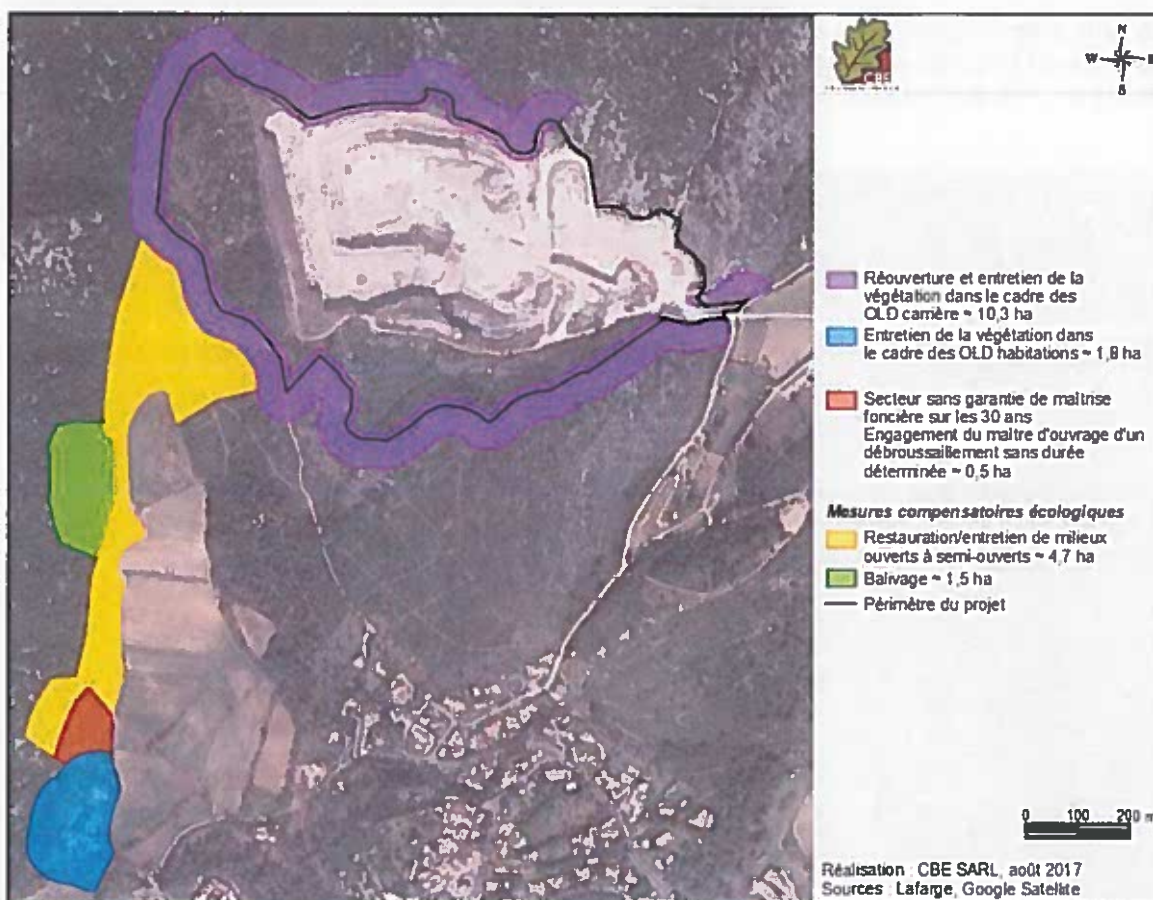 CBE
N
W
E
S
Réouverture et entretien de la
végétation dans le cadre des
OLD carrière ~ 10,3 ha
Entretien de la végétation dans
le cadre des OLD habitations ~ 1,8 ha
Secteur sans garantie de maîtrise
foncière sur les 30 ans
Engagement du maître d'ouvrage d'un
débroussaillement sans durée
déterminée ~ 0,5 ha
Mesures compensatoires écologiques
Restauration/entretien de milieux
ouverts à semi-ouverts ~ 4,7 ha
Balivage ~ 1,5 ha
Périmètre du projet
0 100 200 m
Réalisation : CBE SARL, août 2017
Sources : Lafarge, Google Satellite